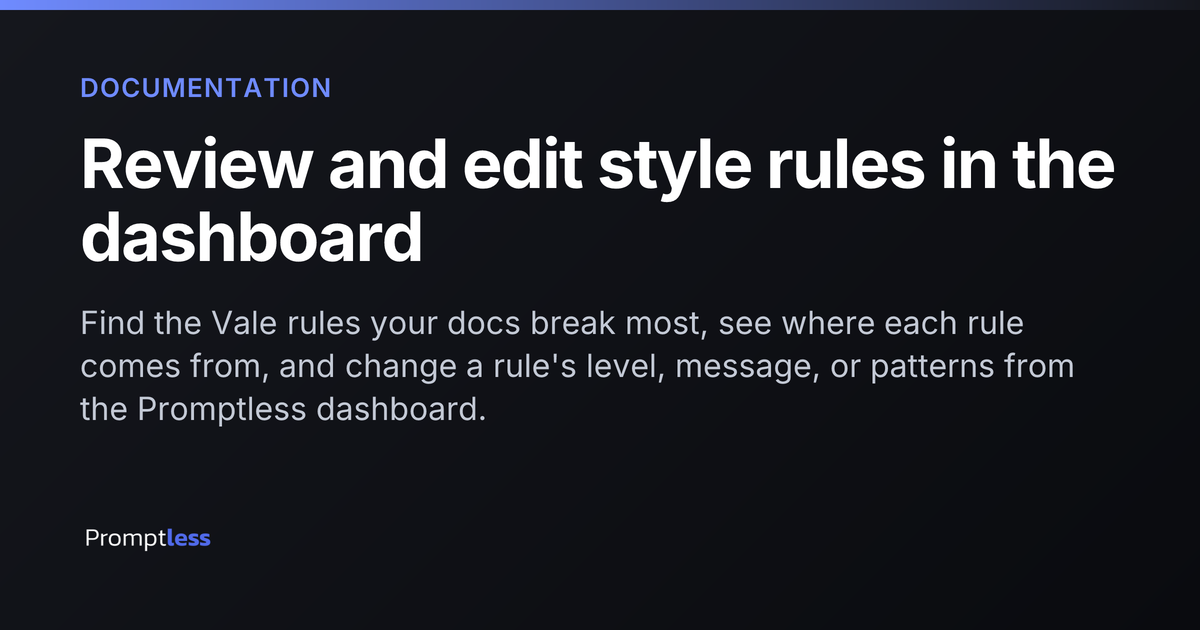 DOCUMENTATION
Review and edit style rules in the
dashboard
Find the Vale rules your docs break most, see where each rule
comes from, and change a rule's level, message, or patterns from
the Promptless dashboard.
Promptless